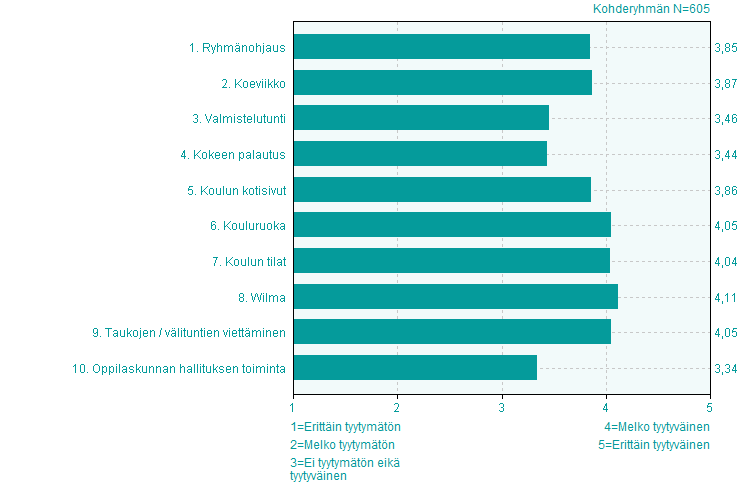 Kohderyhmän N=605
1. Ryhmänohjaus 3,85
2. Koeviikko 3,87
3. Valmistelutunti 3,46
4. Kokeen palautus 3,44
5. Koulun kotisivut 3,86
6. Kouluruoka 4,05
7. Koulun tilat 4,04
8. Wilma 4,11
9. Taukojen / välituntien viettäminen 4,05
10. Oppilaskunnan hallituksen toiminta 3,34
1 2 3 4 5
1=Erittäin tyytymätön 4=Melko tyytyväinen
2=Melko tyytymätön 5=Erittäin tyytyväinen
3=Ei tyytymätön eikä
tyytyväinen